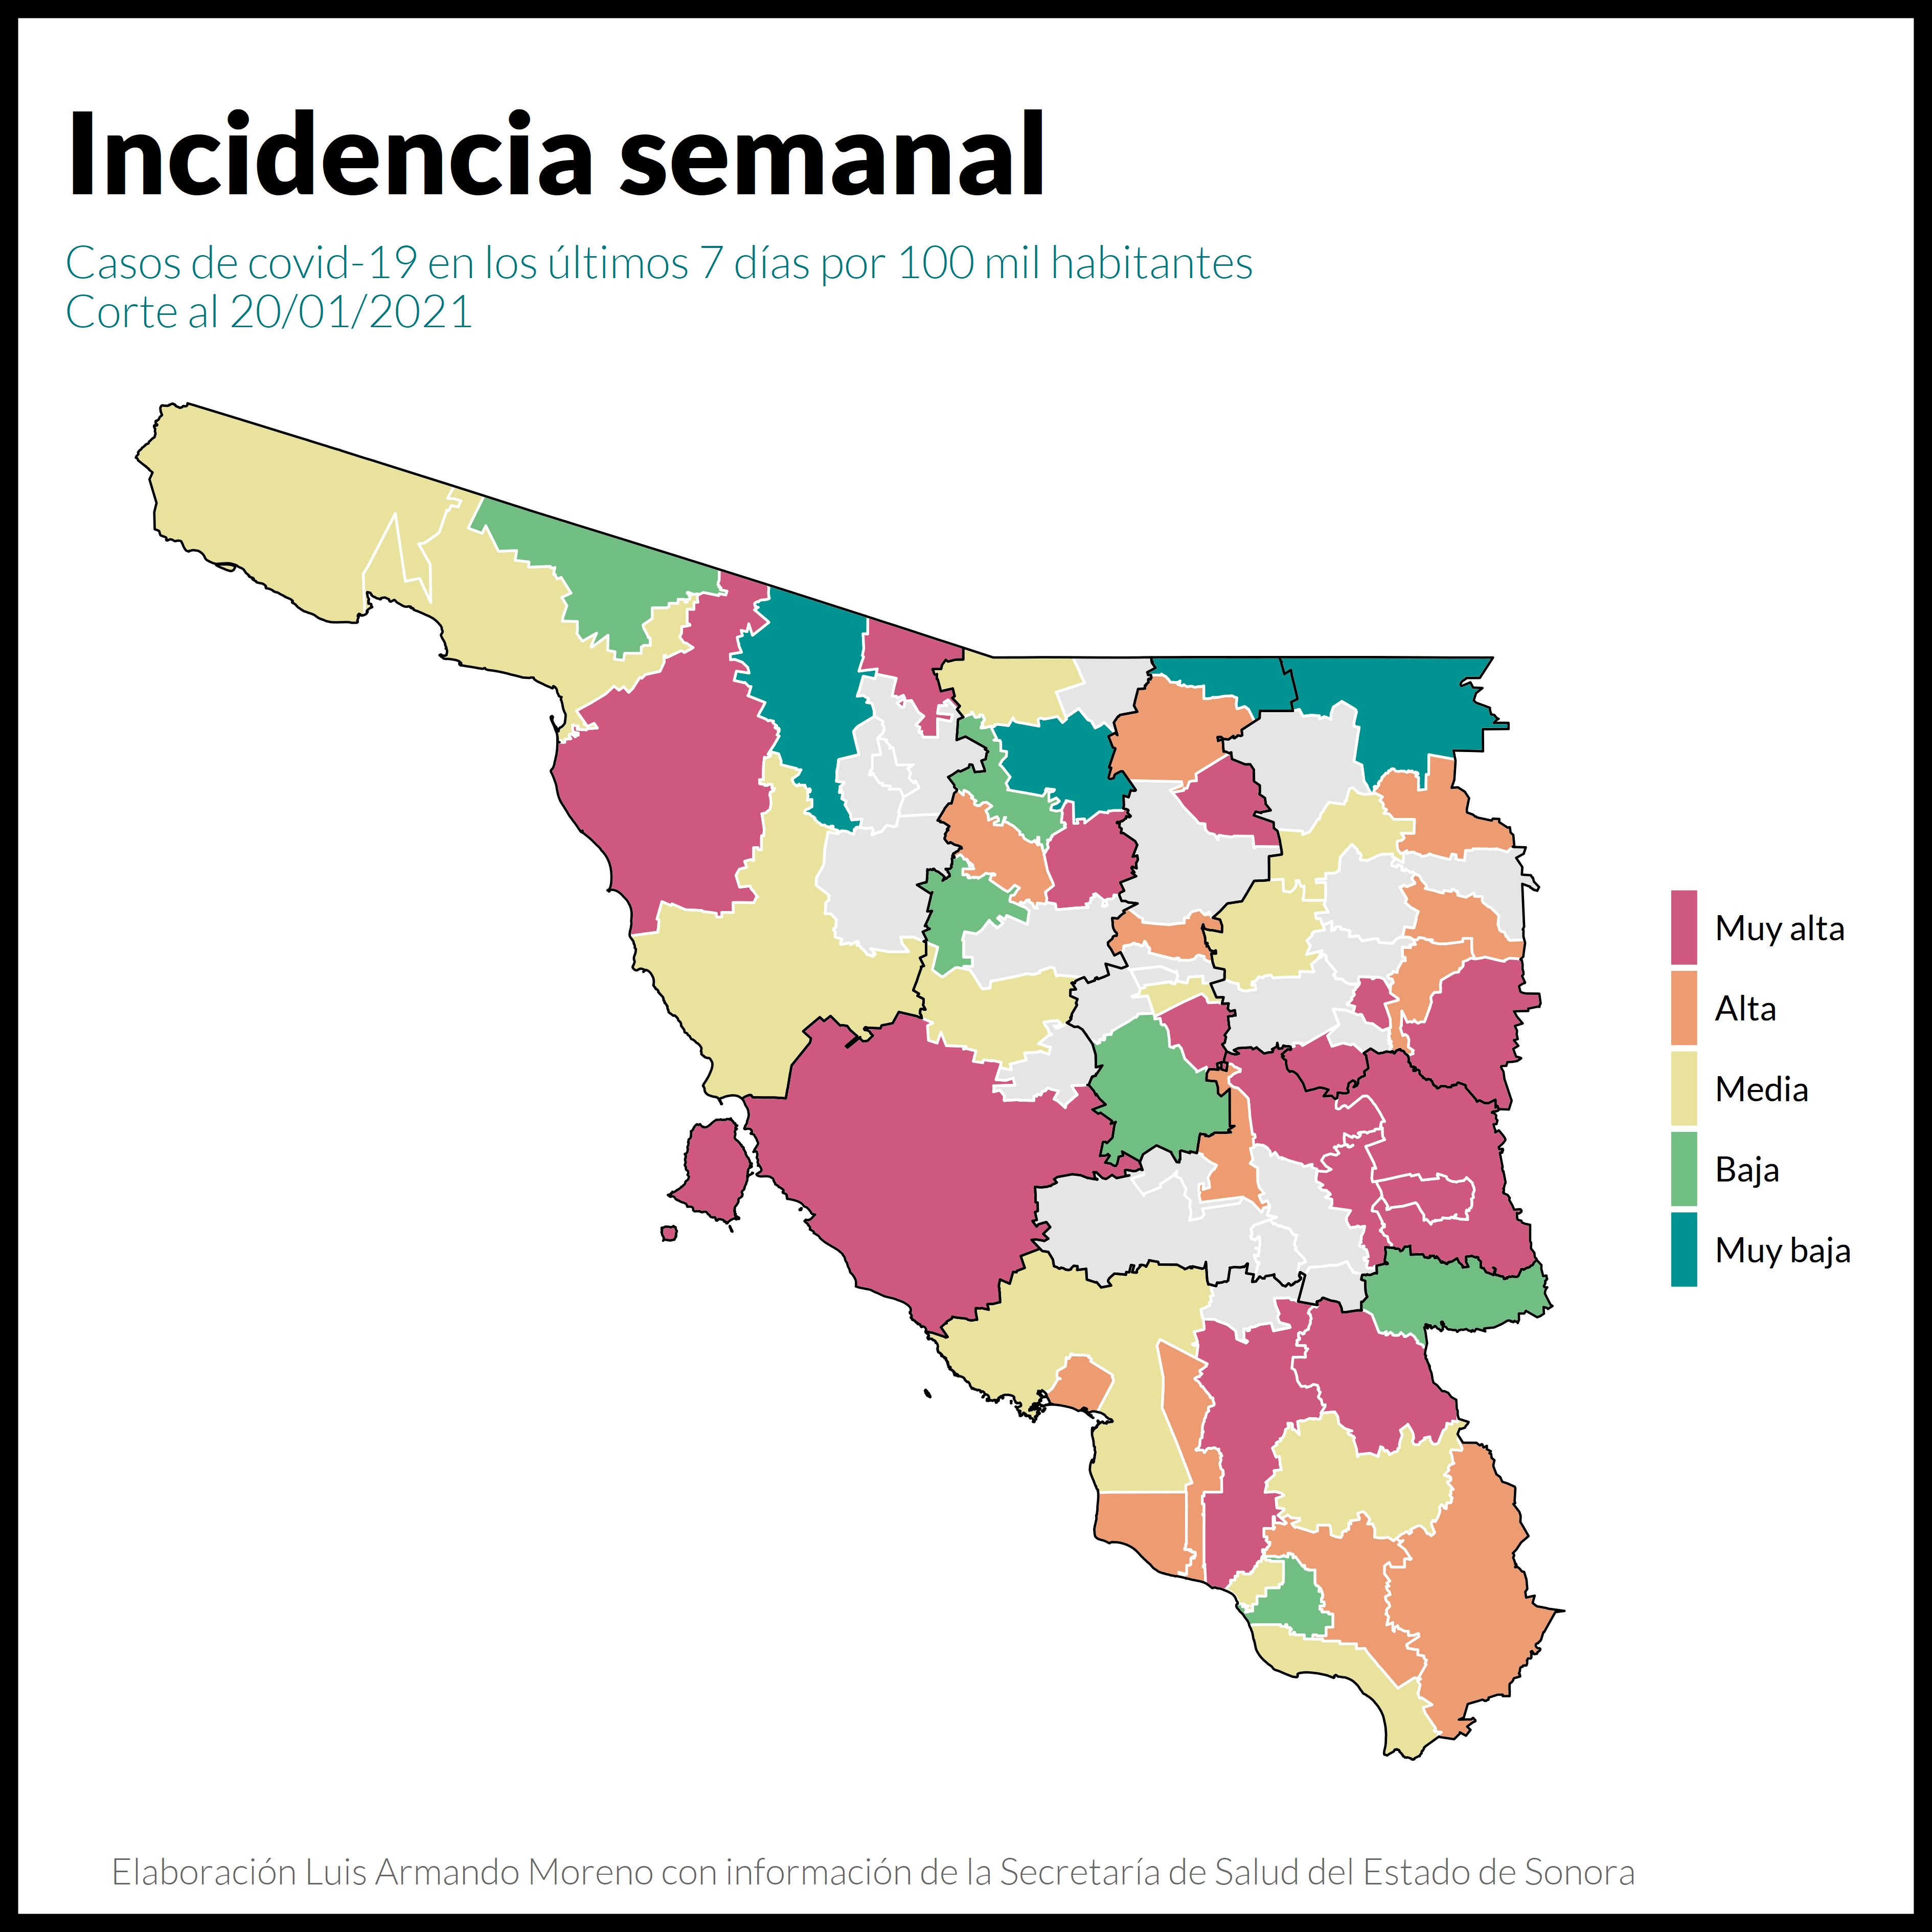 Incidencia semanal
Casos de covid-19 en los últimos 7 días por 100 mil habitantes
Corte al 20/01/2021
Muy alta
Alta
Media
Baja
Muy baja
Elaboración Luis Armando Moreno con información de la Secretaría de Salud del Estado de Sonora